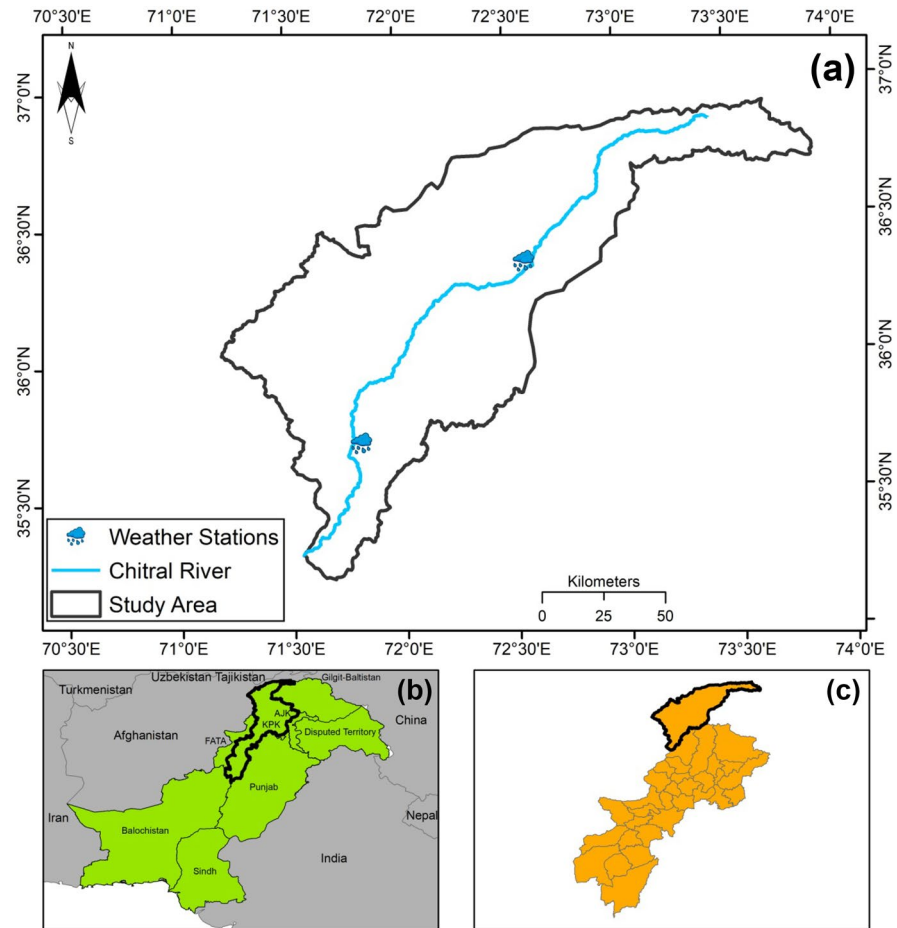 70°30'E 71°0'E 71°30'E 72°0'E 72°30'E 73°0'E 73°30'E 74°0'E
(a)
N
S
37°0'N
36°30'N
36°0'N
35°30'N
37°0'N
36°30'N
36°0'N
35°30'N
Weather Stations
Chitral River
Study Area
Kilometers
0 25 50
70°30'E 71°0'E 71°30'E 72°0'E 72°30'E 73°0'E 73°30'E 74°0'E
(b)
Uzbekistan Tajikistan
Gilgit-Baltistan
Turkmenistan
China
AJK
KPK
Disputed Territory
Afghanistan
FATA
Punjab
Iran
Nepal
Balochistan
India
Sindh
(c)